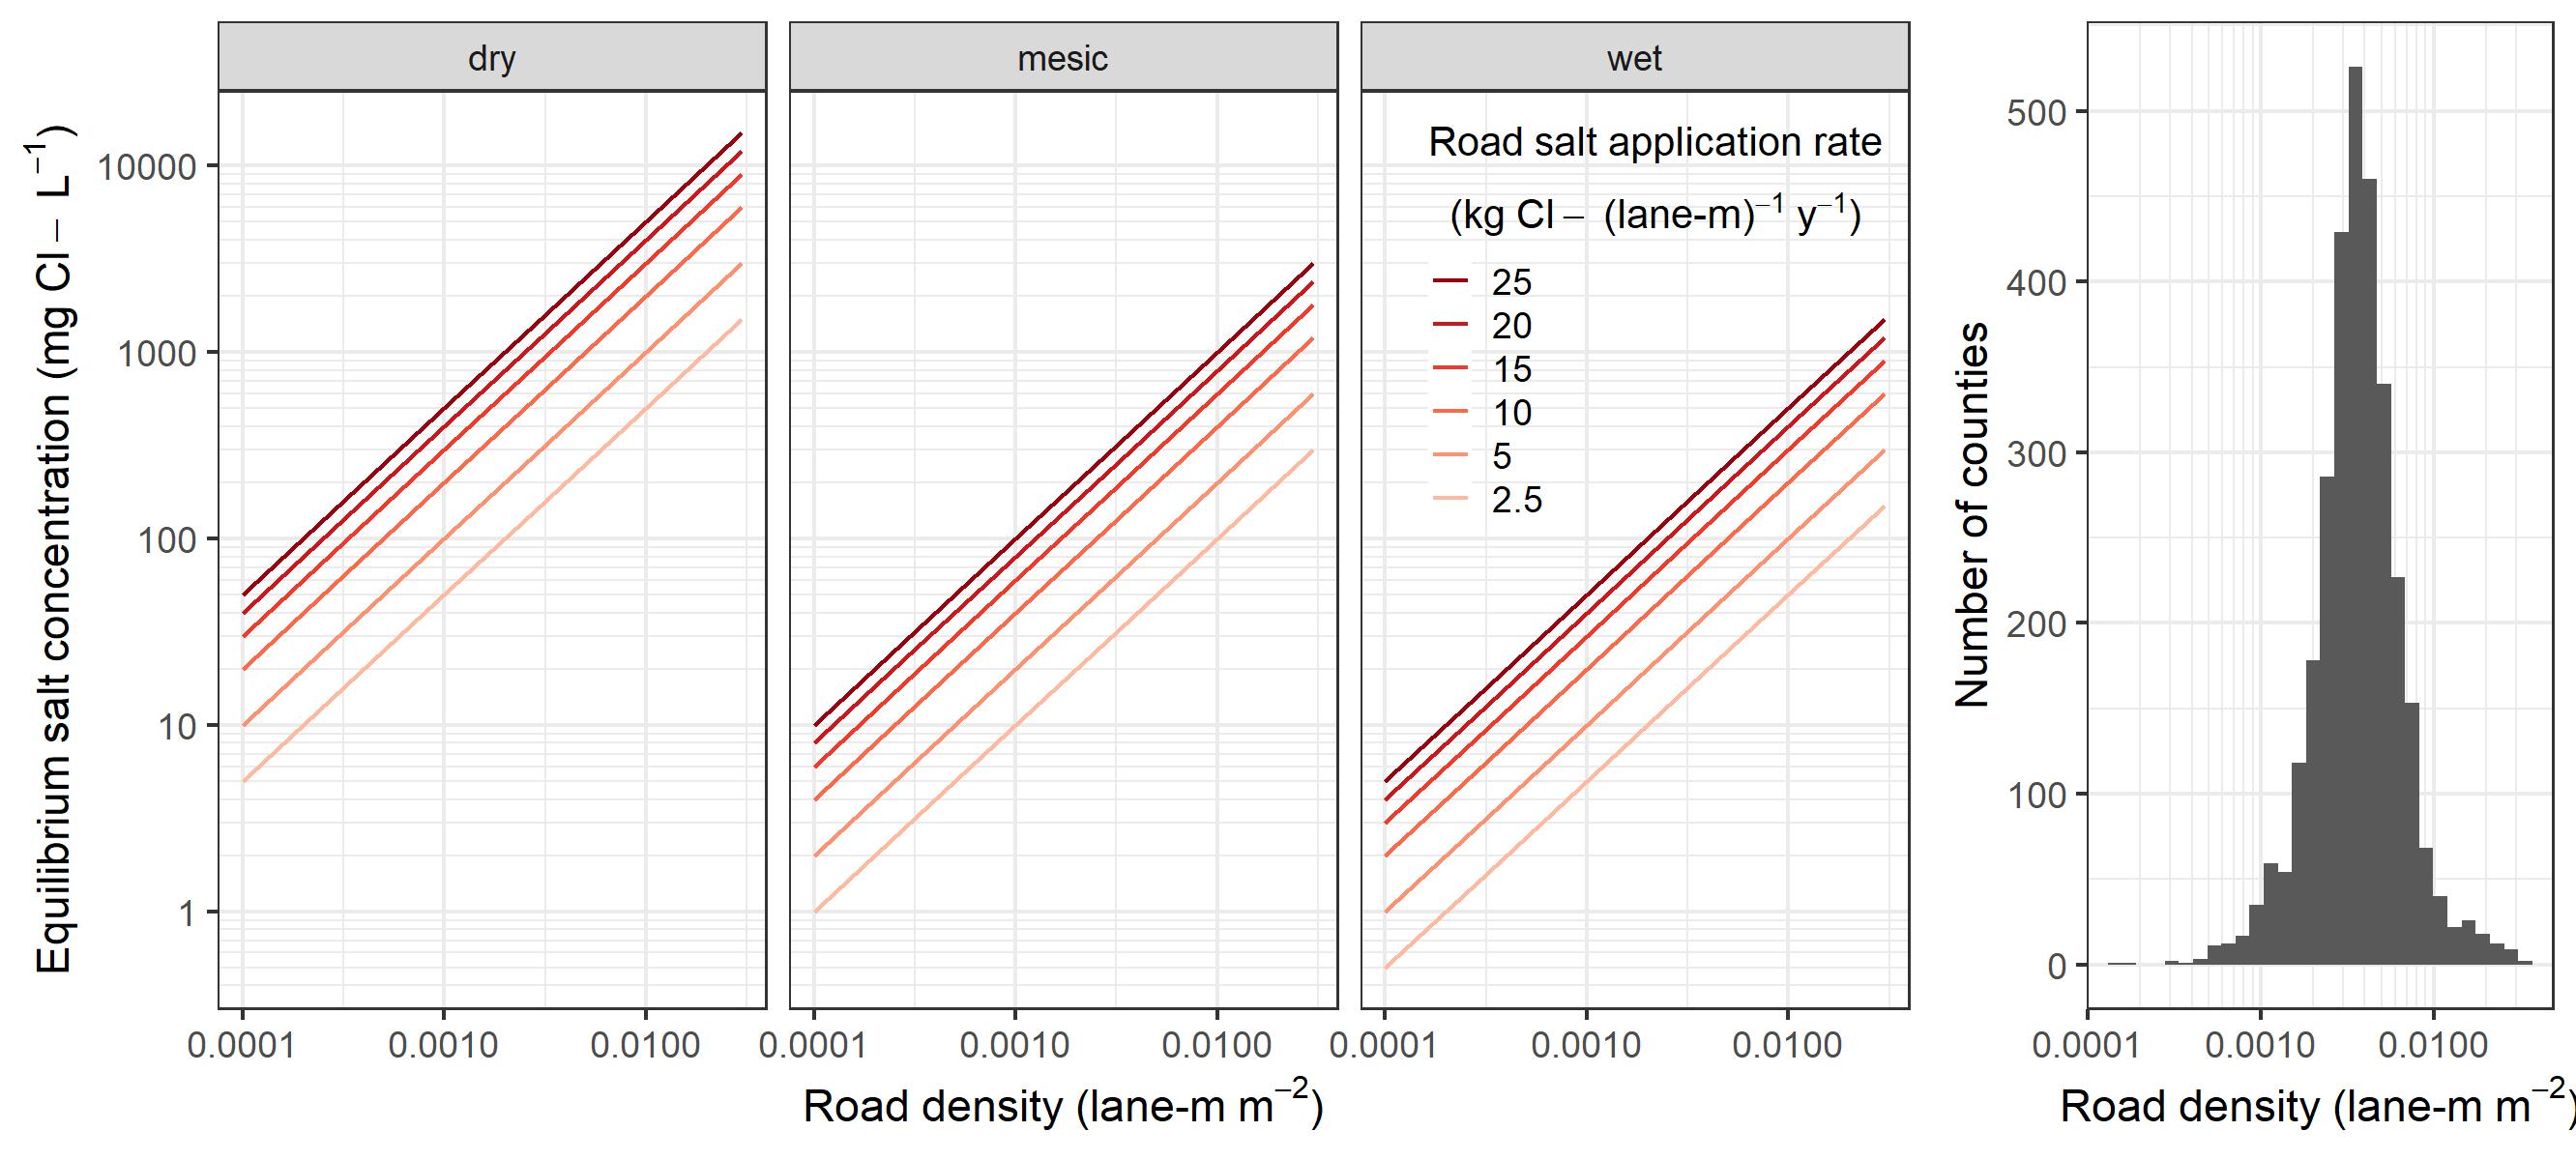 dry
mesic
wet
Equilibrium salt concentration (mg Cl− L⁻¹)
10000
1000
100
10
1
Road salt application rate
(kg Cl− (lane-m)⁻¹ y⁻¹)
25
20
15
10
5
2.5
0.0001 0.0010 0.0100
0.0001 0.0010 0.0100
0.0001 0.0010 0.0100
Road density (lane-m m⁻²)
Number of counties
500
400
300
200
100
0
0.0001 0.0010 0.0100
Road density (lane-m m⁻²)